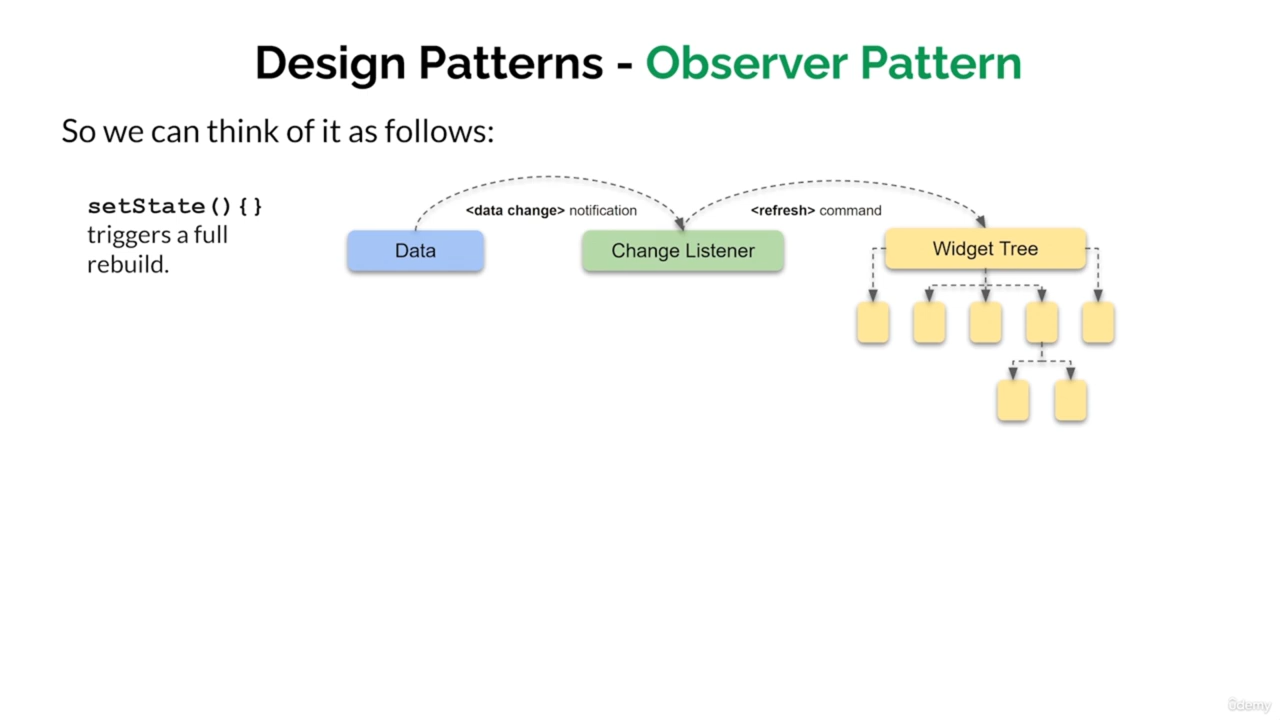 Design Patterns - Observer Pattern
So we can think of it as follows:
setState(){}
triggers a full
rebuild.
<data change> notification
<refresh> command
Data
Change Listener
Widget Tree
ûdemy